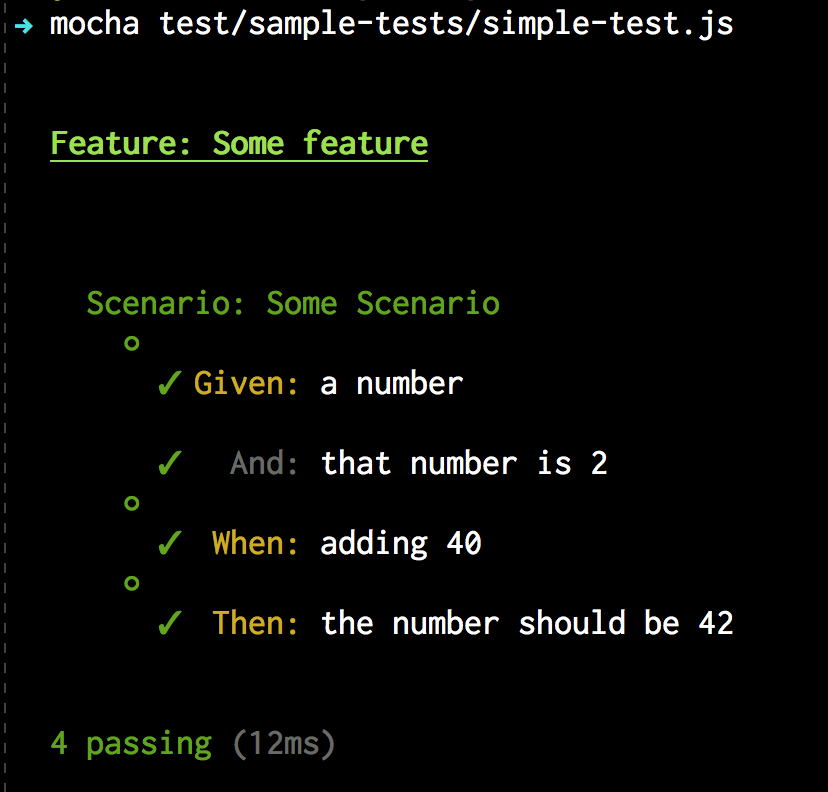 → mocha test/sample-tests/simple-test.js
Feature: Some feature
Scenario: Some Scenario
✓ Given: a number
✓ And: that number is 2
✓ When: adding 40
✓ Then: the number should be 42
4 passing (12ms)